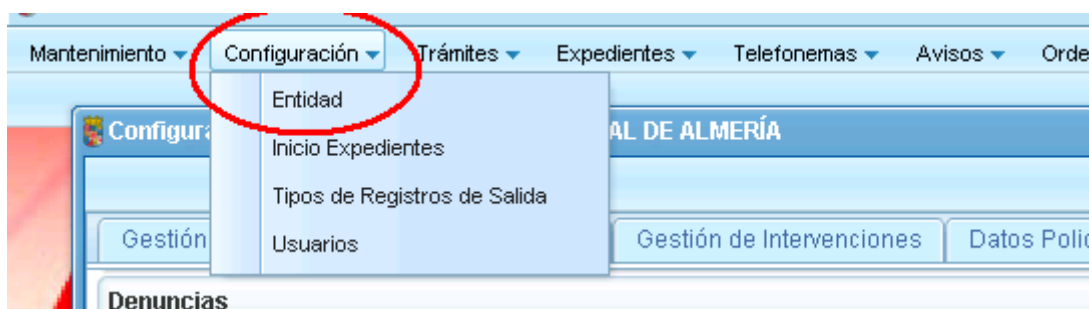 Mantenimiento Configuración Trámites Expedientes Telefonemas Avisos Orde
Entidad
Configura AL DE ALMERÍA
Inicio Expedientes
Tipos de Registros de Salida
Gestión Gestión de Intervenciones Datos Polic
Usuarios
Denuncias